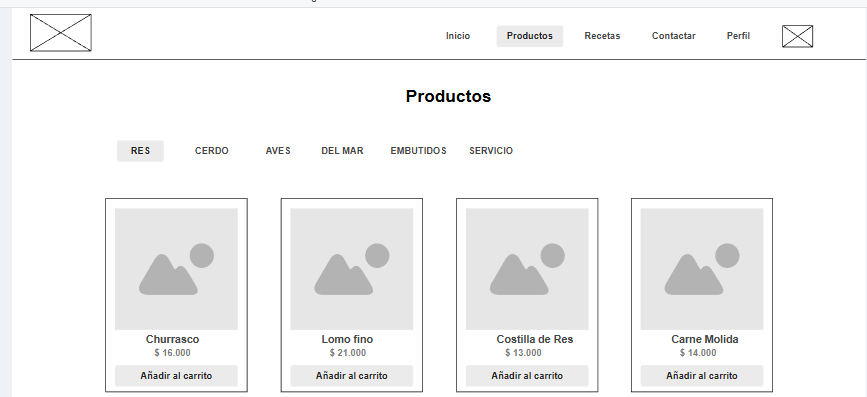 Inicio Productos Recetas Contactar Perfil
Productos
RES CERDO AVES DEL MAR EMBUTIDOS SERVICIO
Churrasco Lomo fino Costilla de Res Carne Molida
$ 16.000 $ 21.000 $ 13.000 $ 14.000
Añadir al carrito Añadir al carrito Añadir al carrito Añadir al carrito